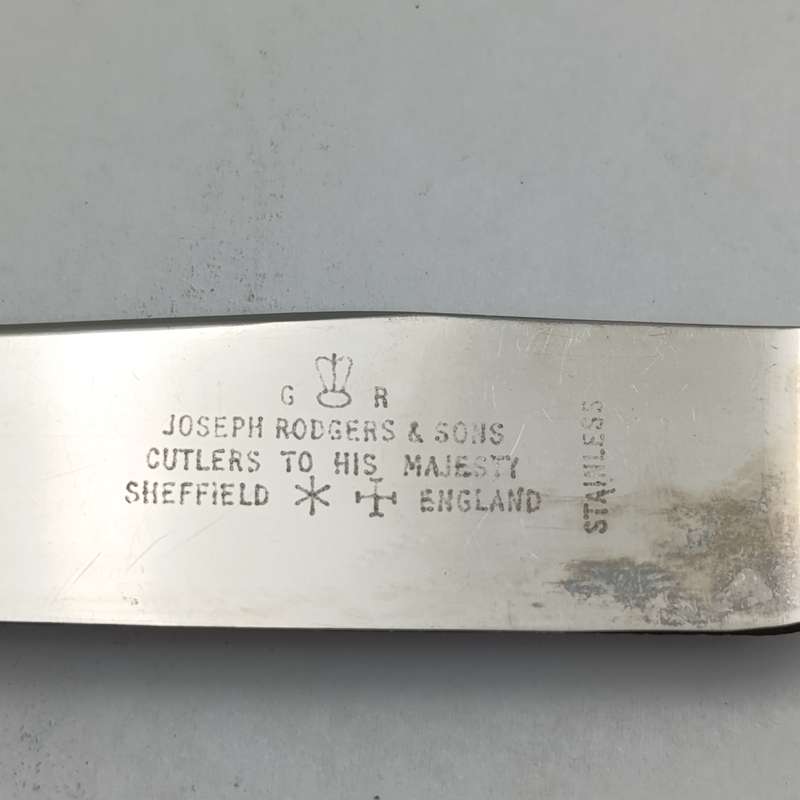 G R
JOSEPH RODGERS & SONS
CUTLERS TO HIS MAJESTY
SHEFFIELD ENGLAND
STAINLESS